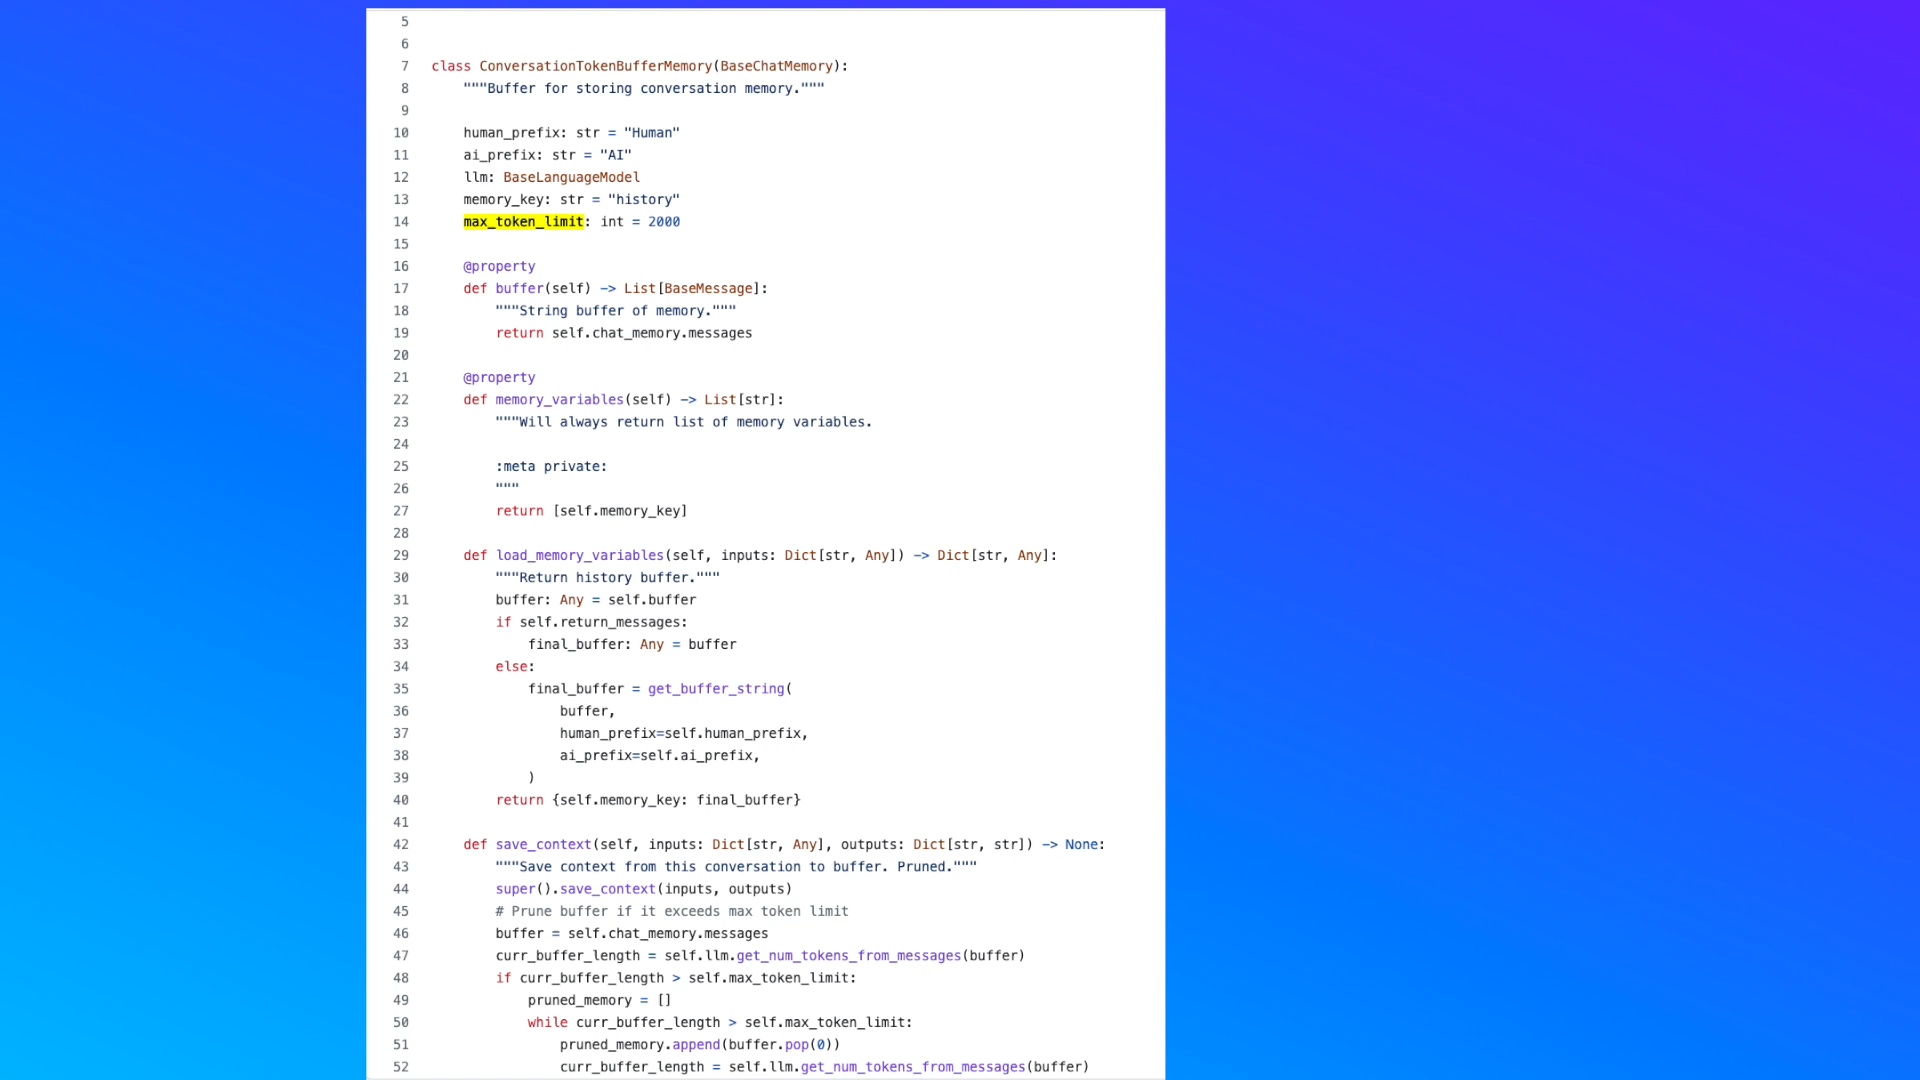 5
6
7 class ConversationTokenBufferMemory(BaseChatMemory):
8 """Buffer for storing conversation memory."""
9
10 human_prefix: str = "Human"
11 ai_prefix: str = "AI"
12 llm: BaseLanguageModel
13 memory_key: str = "history"
14 max_token_limit: int = 2000
15
16 @property
17 def buffer(self) -> List[BaseMessage]:
18 """String buffer of memory."""
19 return self.chat_memory.messages
20
21 @property
22 def memory_variables(self) -> List[str]:
23 """Will always return list of memory variables.
24
25 :meta private:
26 """
27 return [self.memory_key]
28
29 def load_memory_variables(self, inputs: Dict[str, Any]) -> Dict[str, Any]:
30 """Return history buffer."""
31 buffer: Any = self.buffer
32 if self.return_messages:
33 final_buffer: Any = buffer
34 else:
35 final_buffer = get_buffer_string(
36 buffer,
37 human_prefix=self.human_prefix,
38 ai_prefix=self.ai_prefix,
39 )
40 return {self.memory_key: final_buffer}
41
42 def save_context(self, inputs: Dict[str, Any], outputs: Dict[str, str]) -> None:
43 """Save context from this conversation to buffer. Pruned."""
44 super().save_context(inputs, outputs)
45 # Prune buffer if it exceeds max token limit
46 buffer = self.chat_memory.messages
47 curr_buffer_length = self.llm.get_num_tokens_from_messages(buffer)
48 if curr_buffer_length > self.max_token_limit:
49 pruned_memory = []
50 while curr_buffer_length > self.max_token_limit:
51 pruned_memory.append(buffer.pop(0))
52 curr_buffer_length = self.llm.get_num_tokens_from_messages(buffer)